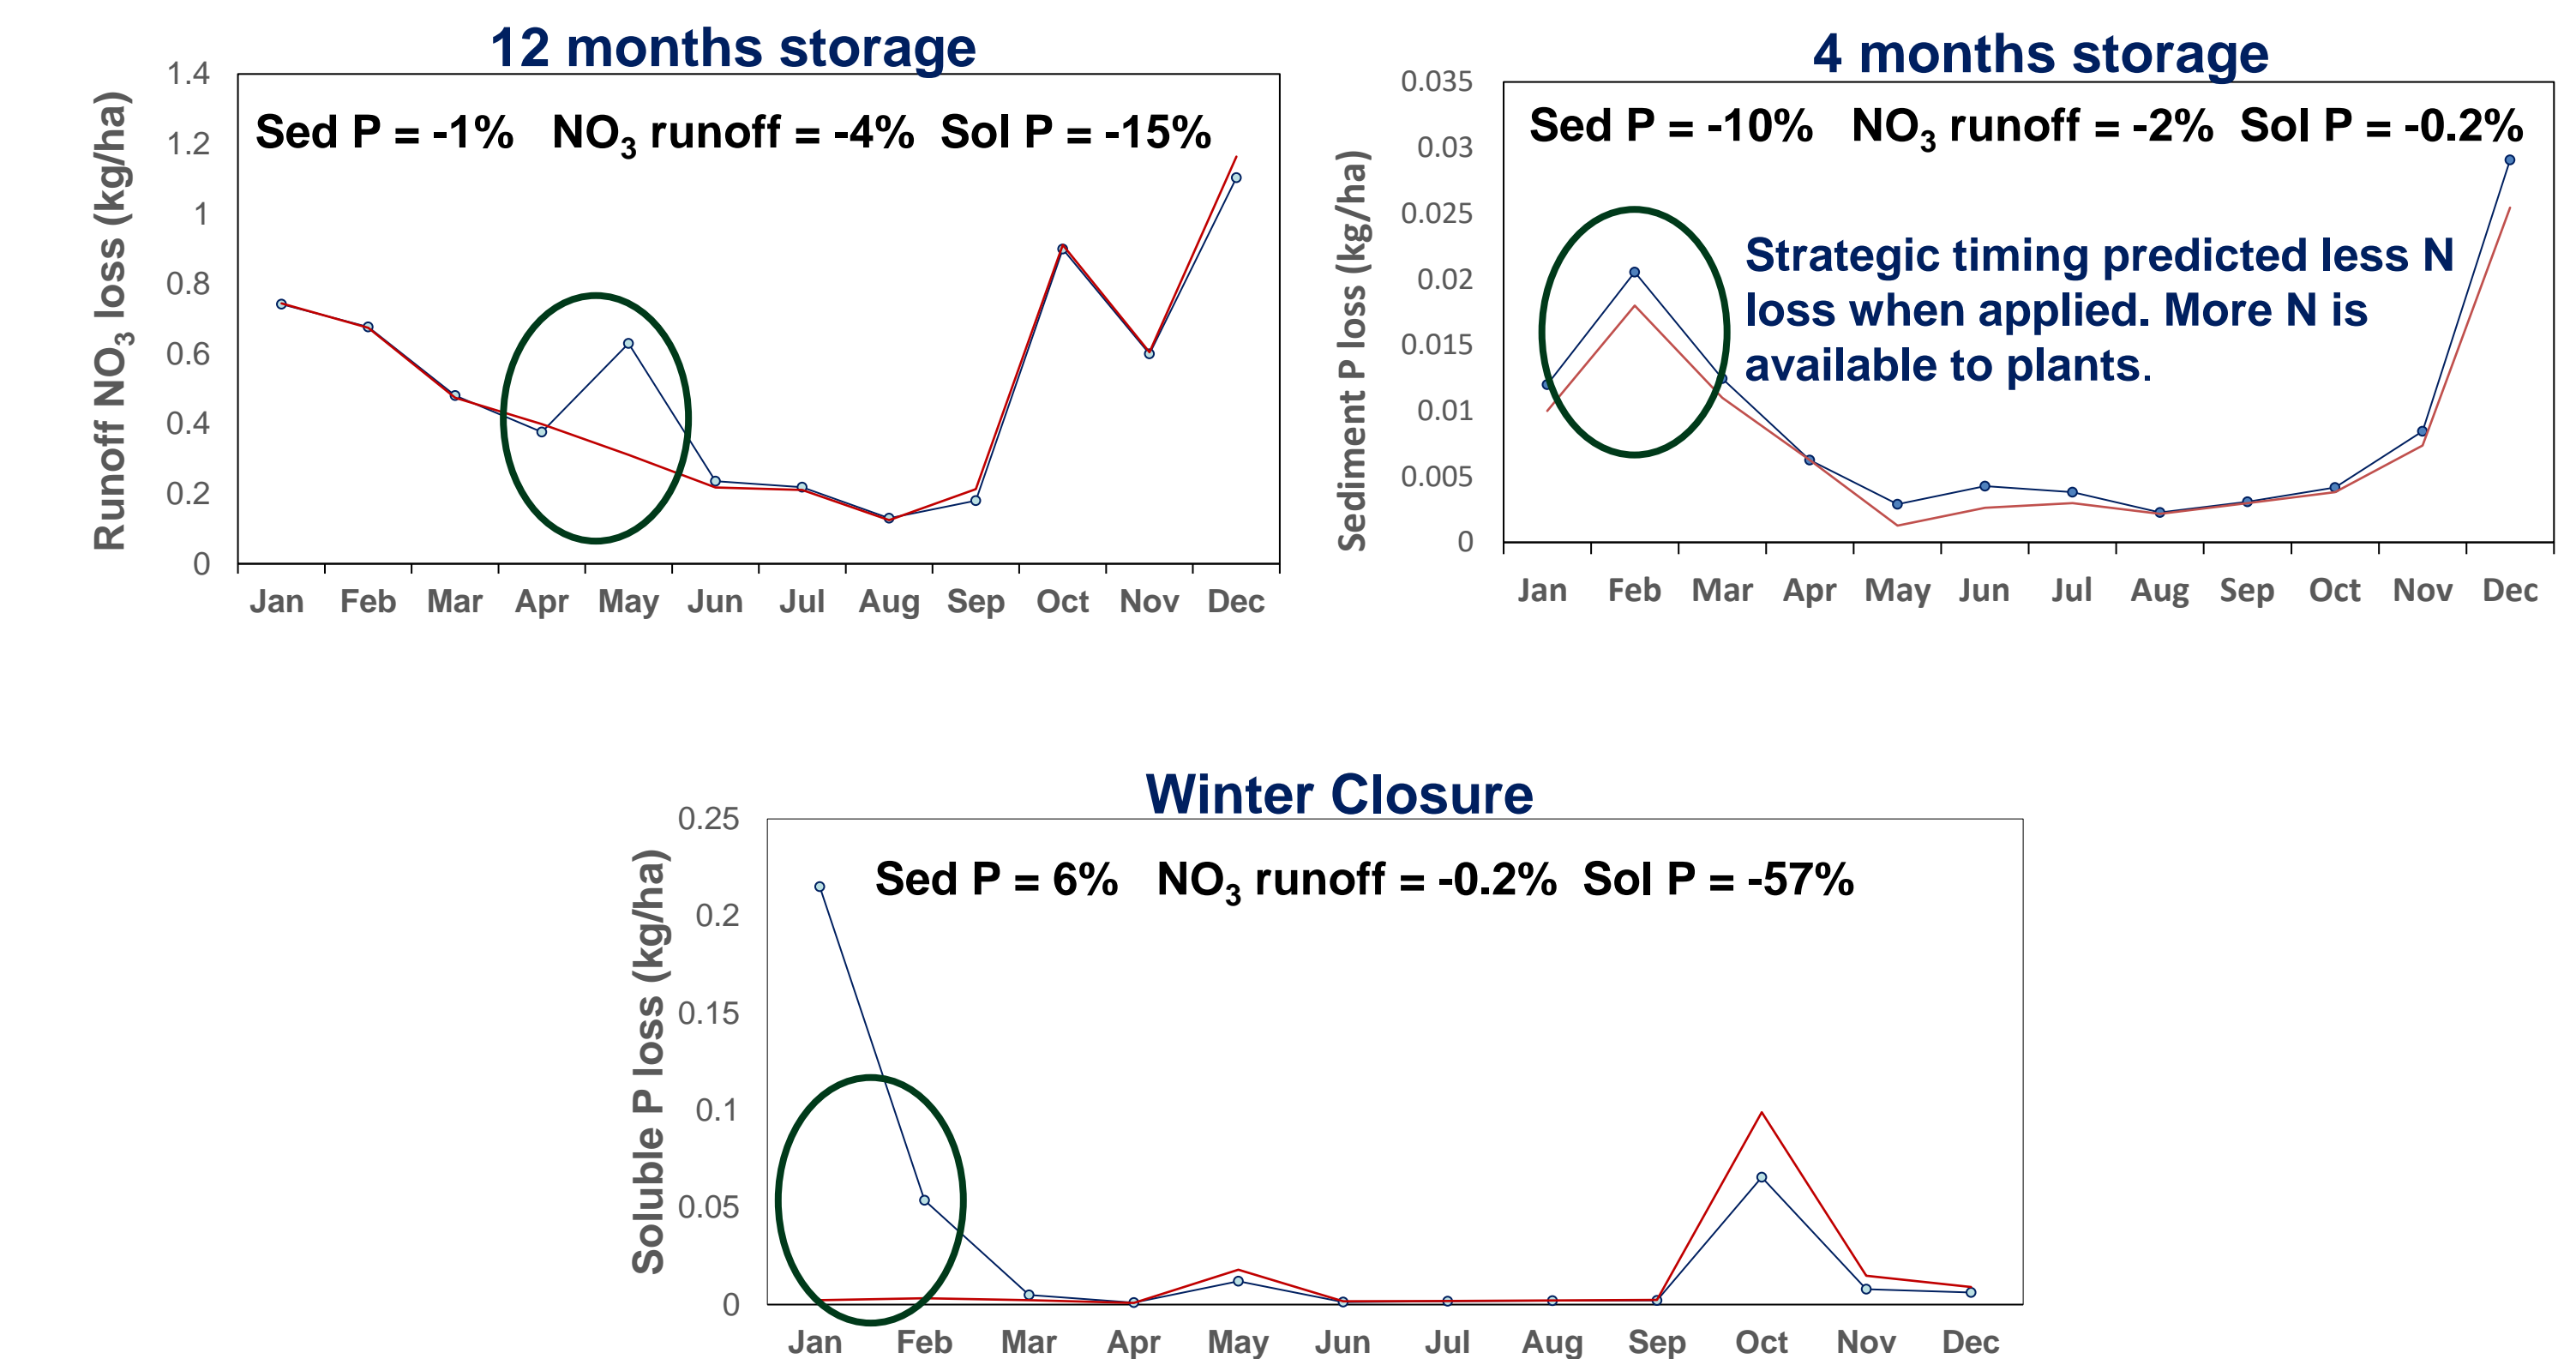 12 months storage
Runoff NO₃ loss (kg/ha)
1.4
1.2
1
0.8
0.6
0.4
0.2
0
Sed P = -1% NO₃ runoff = -4% Sol P = -15%
Jan Feb Mar Apr May Jun Jul Aug Sep Oct Nov Dec
4 months storage
Sediment P loss (kg/ha)
0.035
0.03
0.025
0.02
0.015
0.01
0.005
0
Sed P = -10% NO₃ runoff = -2% Sol P = -0.2%
Strategic timing predicted less N
loss when applied. More N is
available to plants.
Jan Feb Mar Apr May Jun Jul Aug Sep Oct Nov Dec
Winter Closure
Soluble P loss (kg/ha)
0.25
0.2
0.15
0.1
0.05
0
Sed P = 6% NO₃ runoff = -0.2% Sol P = -57%
Jan Feb Mar Apr May Jun Jul Aug Sep Oct Nov Dec